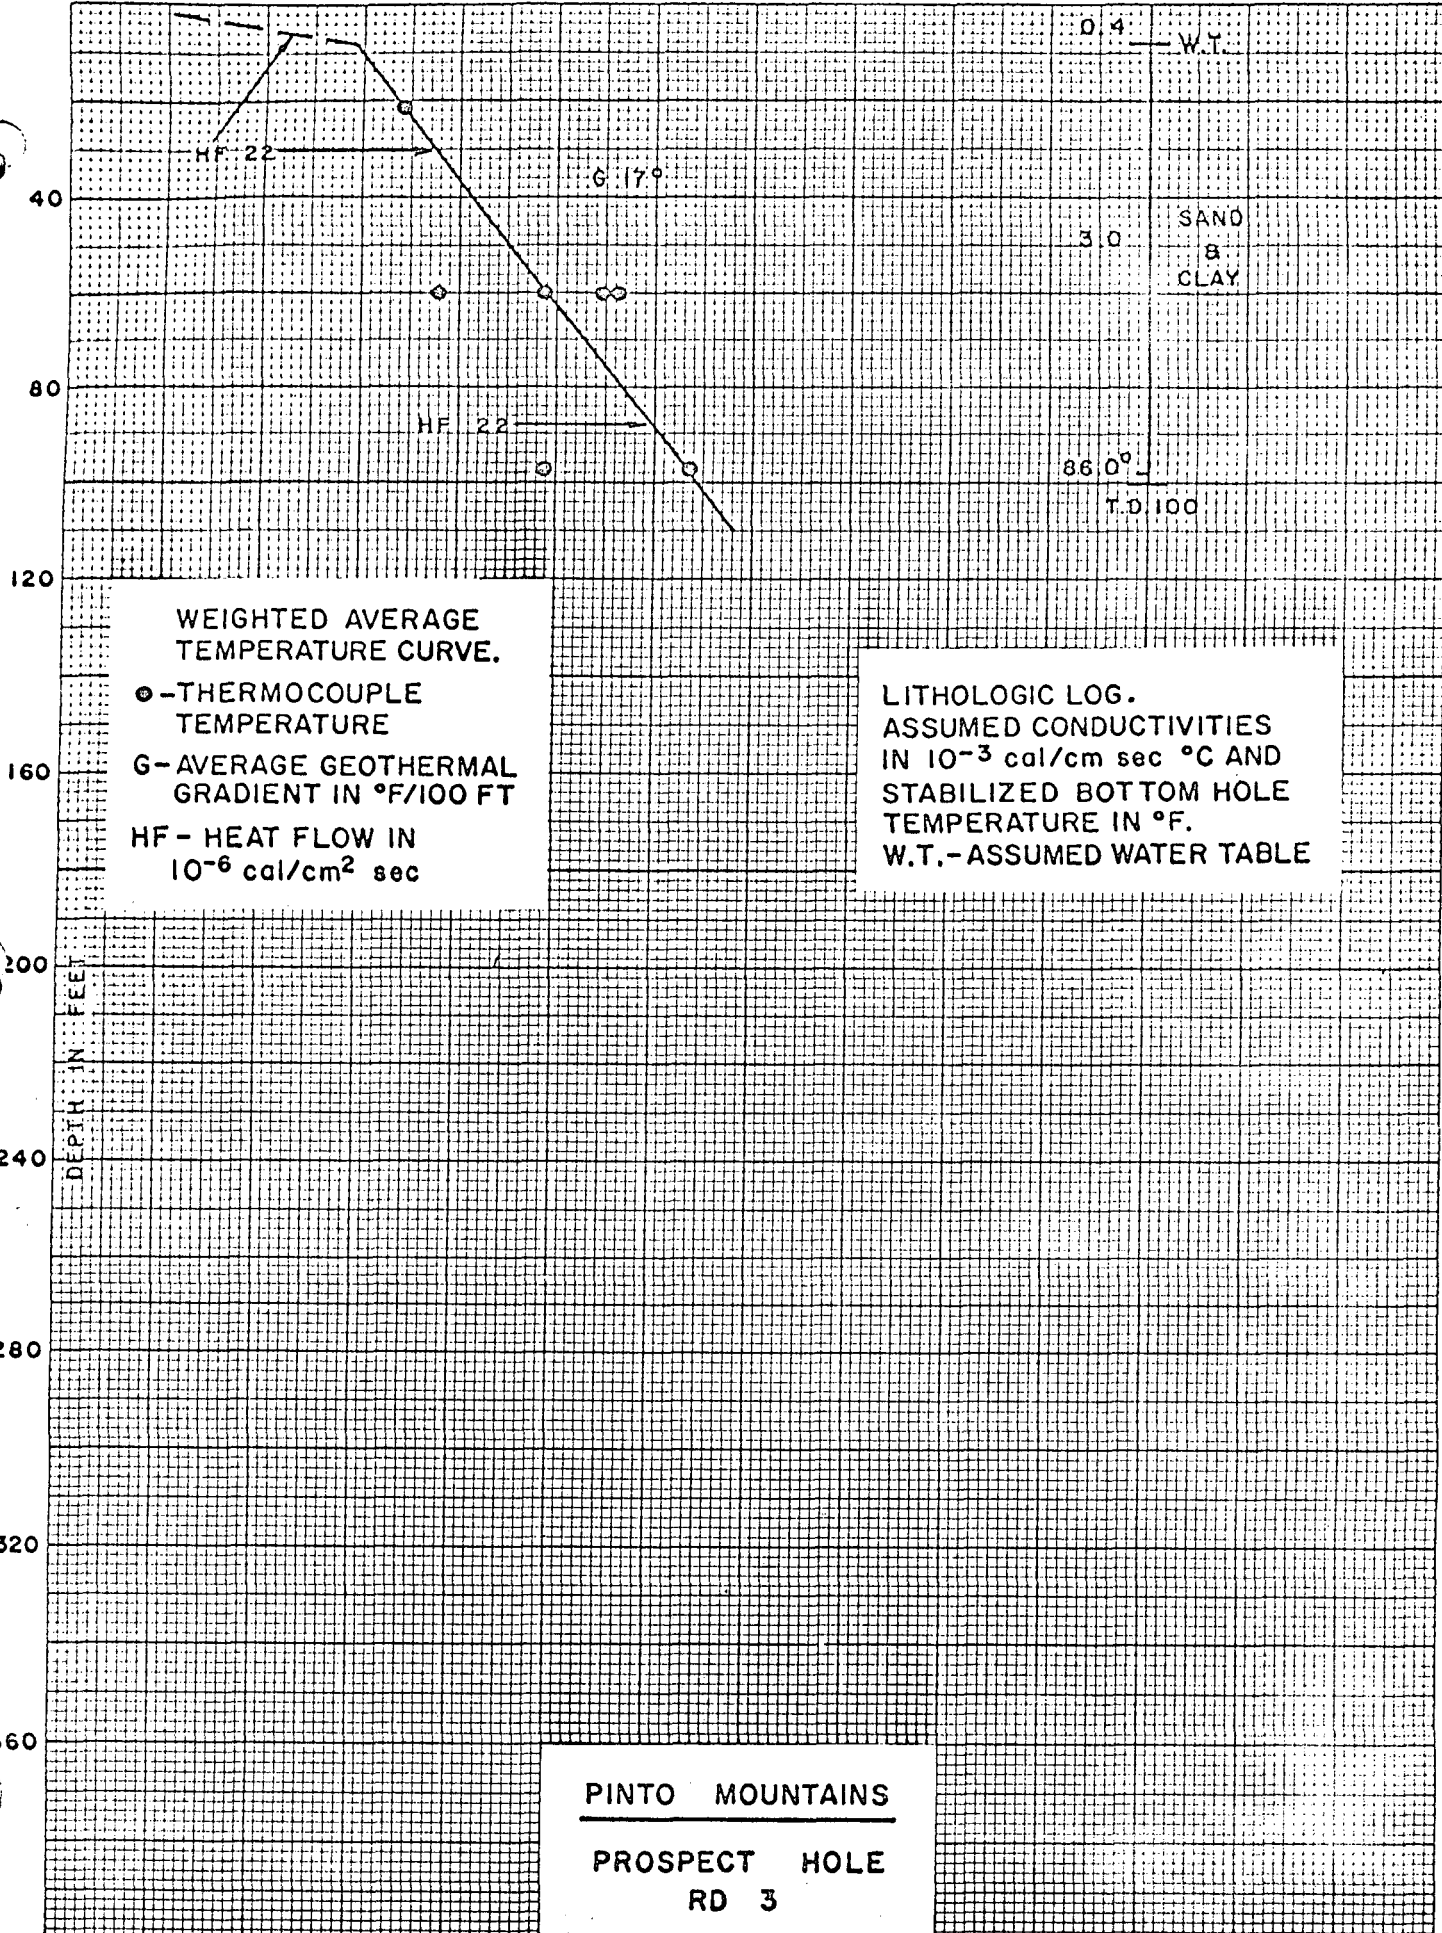 0.4
W.T.
HF 22
G 17°
40
SAND
3.0
&
CLAY
80
HF 22
86.0°
T.D. 100
120
WEIGHTED AVERAGE
TEMPERATURE CURVE.
-THERMOCOUPLE
TEMPERATURE
G-AVERAGE GEOTHERMAL
GRADIENT IN °F/100 FT
HF - HEAT FLOW IN
10⁻⁶ cal/cm² sec
LITHOLOGIC LOG.
ASSUMED CONDUCTIVITIES
IN 10⁻³ cal/cm sec °C AND
STABILIZED BOTTOM HOLE
TEMPERATURE IN °F.
W.T.-ASSUMED WATER TABLE
160
200
DEPTH IN FEET
240
280
320
60
PINTO MOUNTAINS
PROSPECT HOLE
RD 3